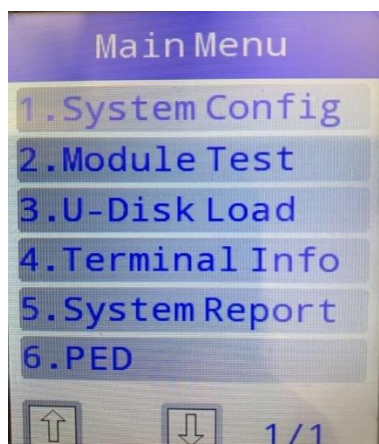 Main Menu
1.System Config
2.Module Test
3.U-Disk Load
4.Terminal Info
5.System Report
6.PED
1/1